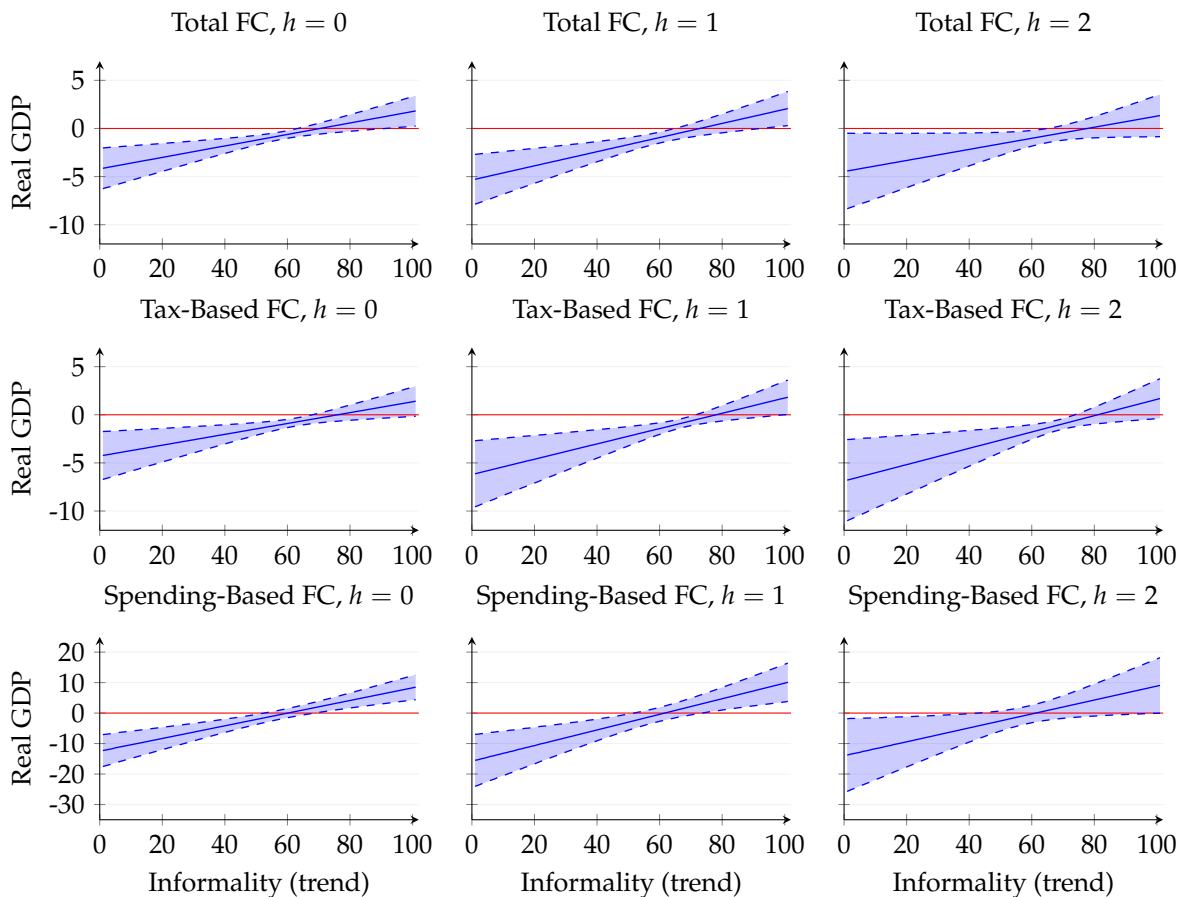 Total FC, h = 0
Total FC, h = 1
Total FC, h = 2
Real GDP
5
0
-5
-10
0 20 40 60 80 100
0 20 40 60 80 100
0 20 40 60 80 100
Tax-Based FC, h = 0
Tax-Based FC, h = 1
Tax-Based FC, h = 2
Real GDP
5
0
-5
-10
0 20 40 60 80 100
0 20 40 60 80 100
0 20 40 60 80 100
Spending-Based FC, h = 0
Spending-Based FC, h = 1
Spending-Based FC, h = 2
Real GDP
20
10
0
-10
-20
-30
0 20 40 60 80 100
0 20 40 60 80 100
0 20 40 60 80 100
Informality (trend)
Informality (trend)
Informality (trend)